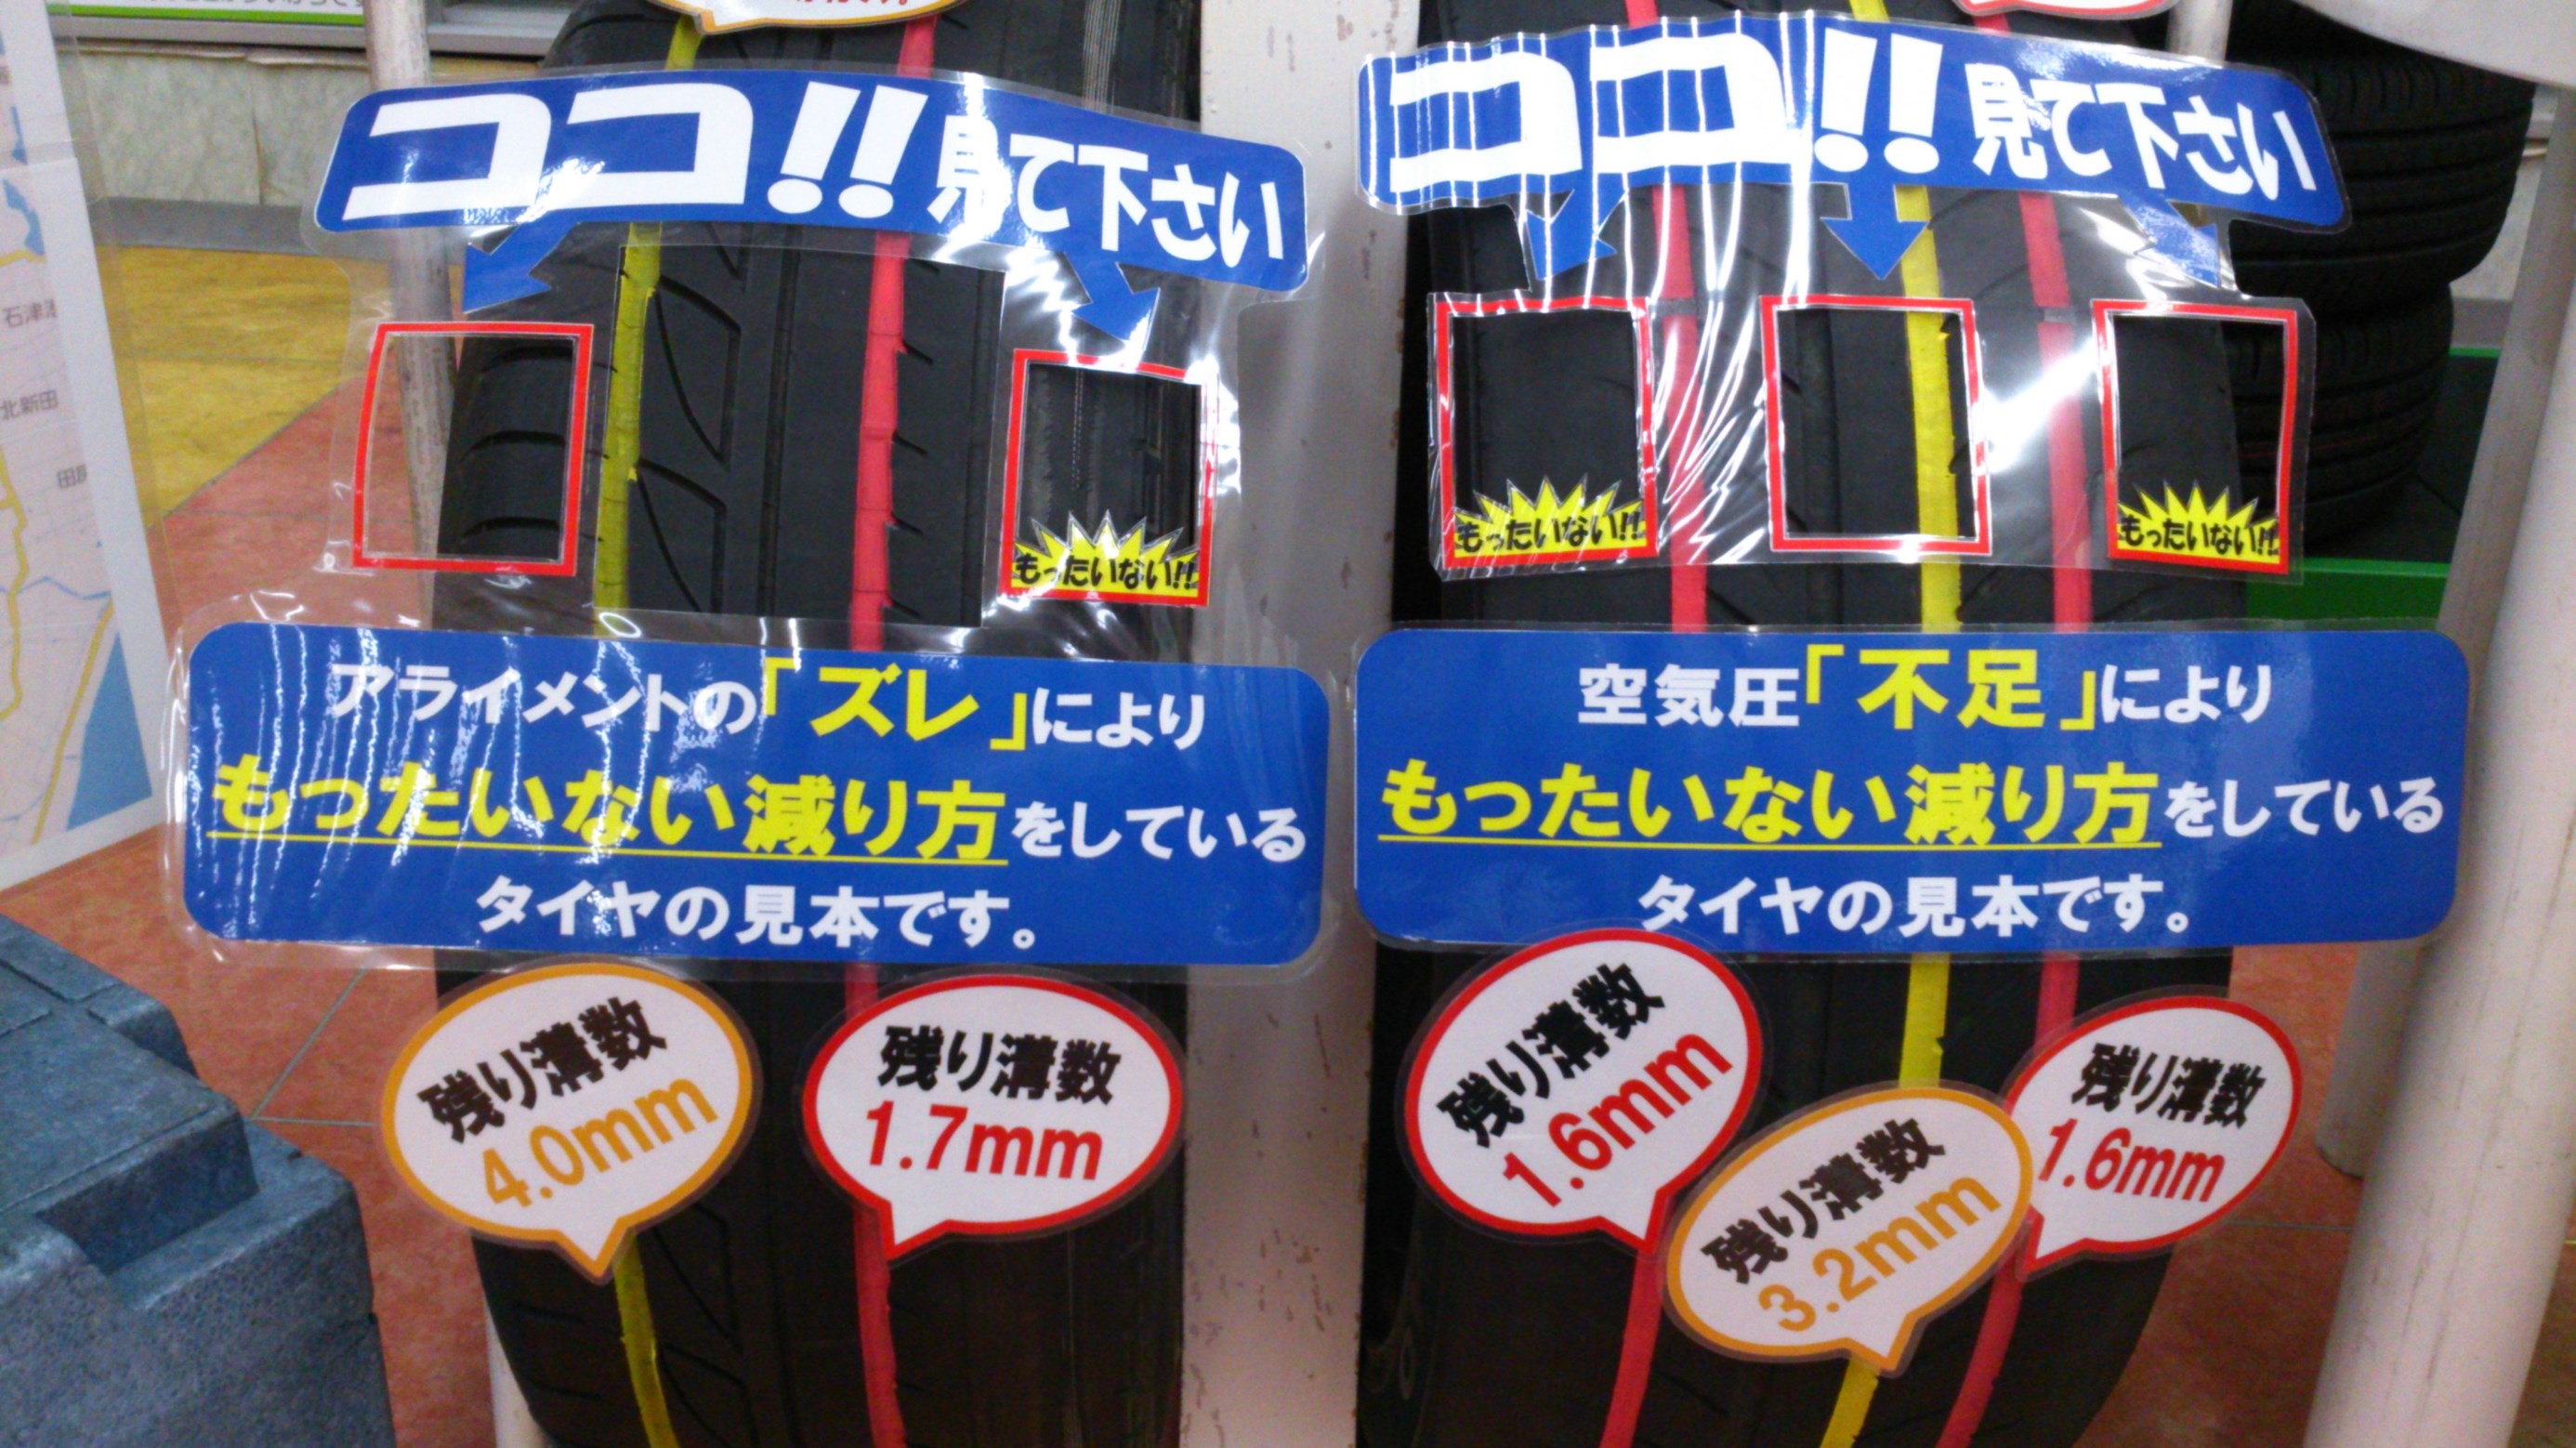 ココ!!見て下さい
もったいない!!
アライメントの「ズレ」により
もったいない減り方をしている
タイヤの見本です。
残り溝数
4.0mm
残り溝数
1.7mm
ココ!!見て下さい
もったいない!!
もったいない!!
空気圧「不足」により
もったいない減り方をしている
タイヤの見本です。
残り溝数
1.6mm
残り溝数
3.2mm
残り溝数
1.6mm
北新田